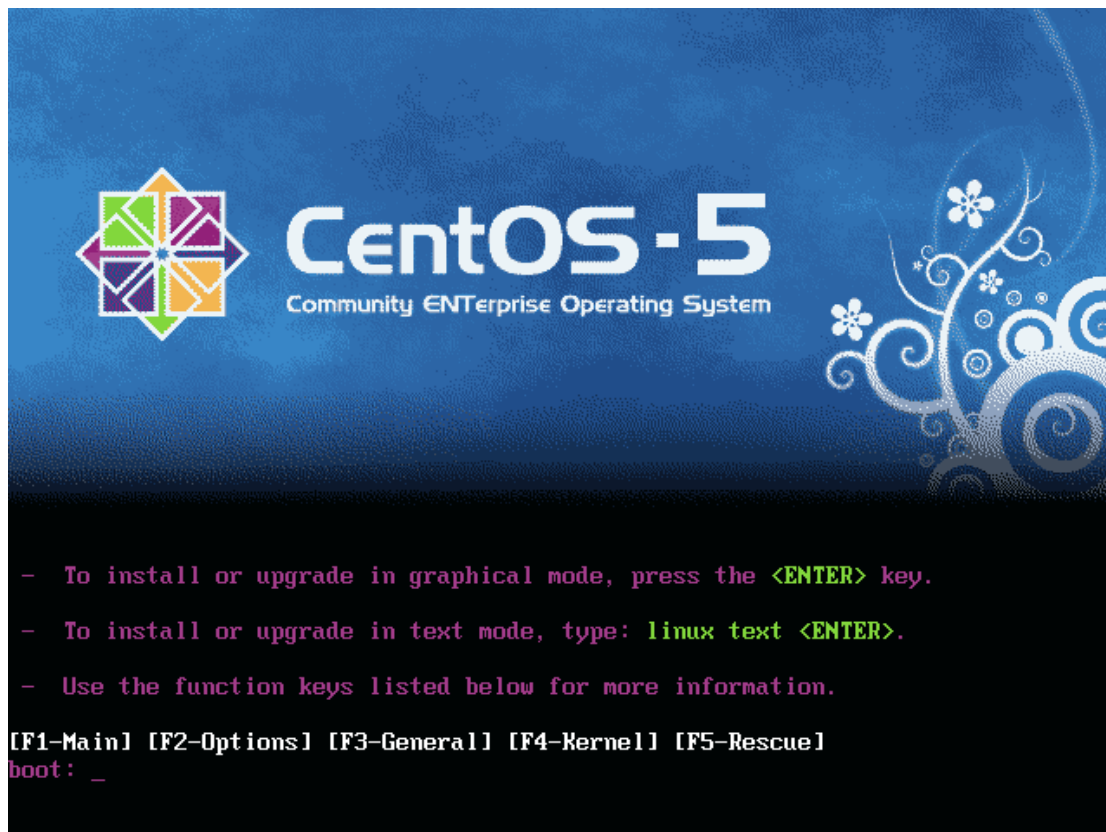 CentOS-5
Community ENTerprise Operating System
- To install or upgrade in graphical mode, press the <ENTER> key.
- To install or upgrade in text mode, type: linux text <ENTER>.
- Use the function keys listed below for more information.
[F1-Main] [F2-Options] [F3-General] [F4-Kernel] [F5-Rescue]
boot: _